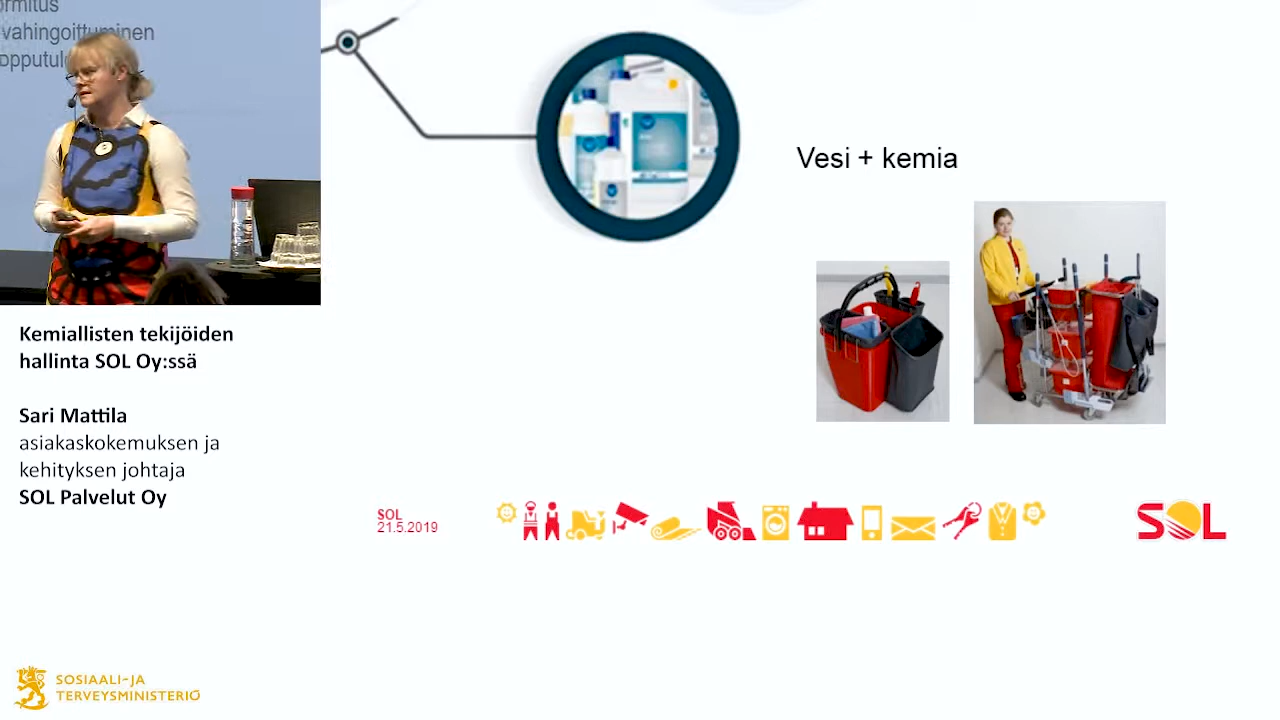 vahingoittuminen
Kemiallisten tekijöiden
hallinta SOL Oy:ssä
Sari Mattila
asiakaskokemuksen ja
kehityksen johtaja
SOL Palvelut Oy
Vesi + kemia
SOL
21.5.2019
SOL
SOSIAALI-JA
TERVEYSMINISTERIÖ